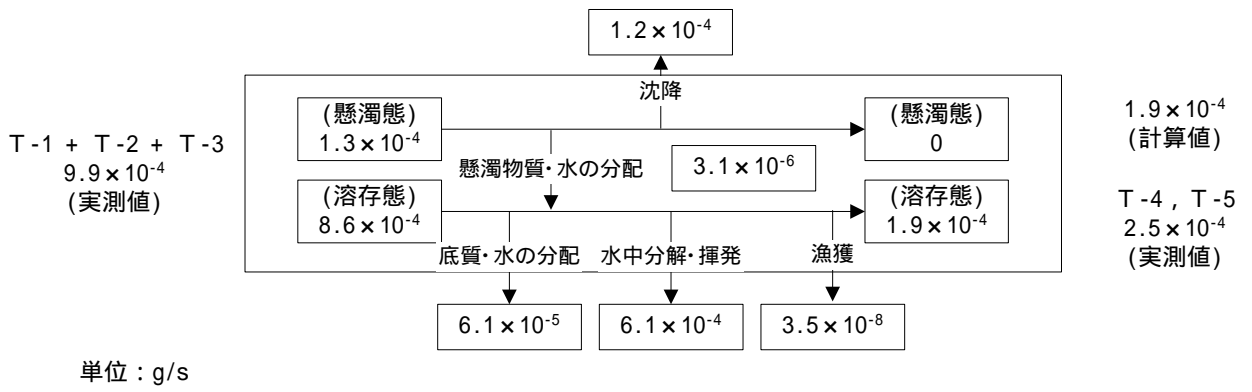 1.2×10⁻⁴
沈降
(懸濁態)
1.3×10⁻⁴
(懸濁態)
0
T-1 + T-2 + T-3
9.9×10⁻⁴
(実測値)
1.9×10⁻⁴
(計算値)
懸濁物質・水の分配
3.1×10⁻⁶
(溶存態)
8.6×10⁻⁴
(溶存態)
1.9×10⁻⁴
T-4 , T-5
2.5×10⁻⁴
(実測値)
底質・水の分配
水中分解・揮発
漁獲
6.1×10⁻⁵
6.1×10⁻⁴
3.5×10⁻⁸
単位：g/s